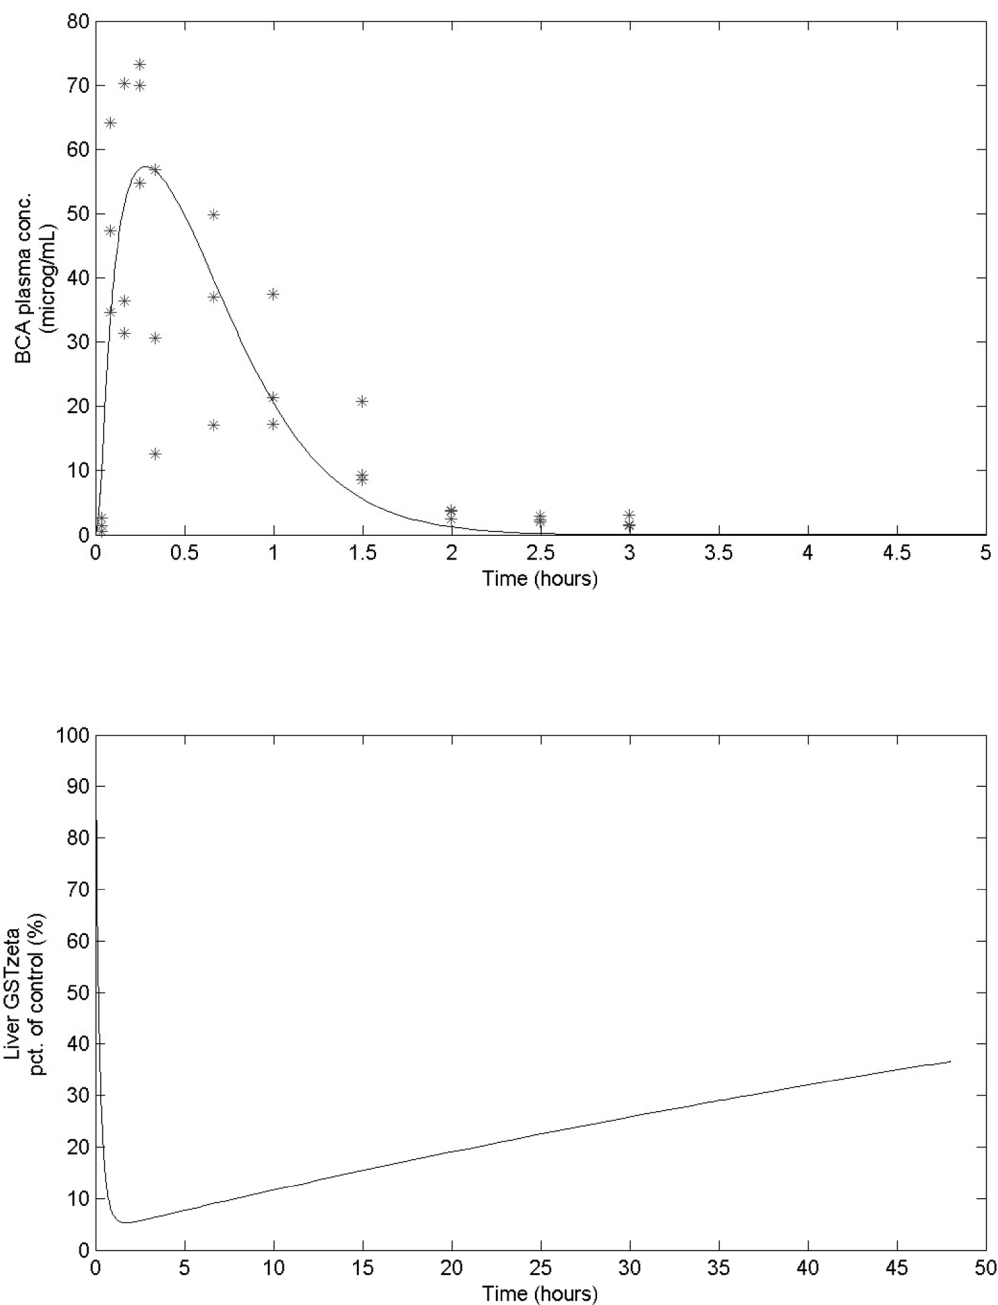 80
70
60
50
40
30
20
10
0
BCA plasma conc.
(microg/mL)
0 0.5 1 1.5 2 2.5 3 3.5 4 4.5 5
Time (hours)
100
90
80
70
60
50
40
30
20
10
0
Liver GSTzeta
pct. of control (%)
0 5 10 15 20 25 30 35 40 45 50
Time (hours)